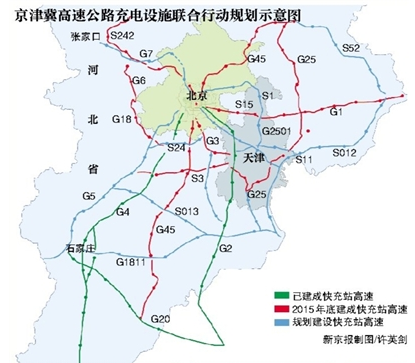 京津冀高速公路充电设施联合行动规划示意图
张家口
S242
G7
G45
G25
S52
河
北
省
G6
北京
S1
S15
G1
G18
G2501
S24
G3
天津
S11
S012
S3
G25
G5
G4
S013
G45
石家庄
G2
G1811
G20
已建成快充站高速
2015年底建成快充站高速
规划建设快充站高速
新京报制图/许英剑